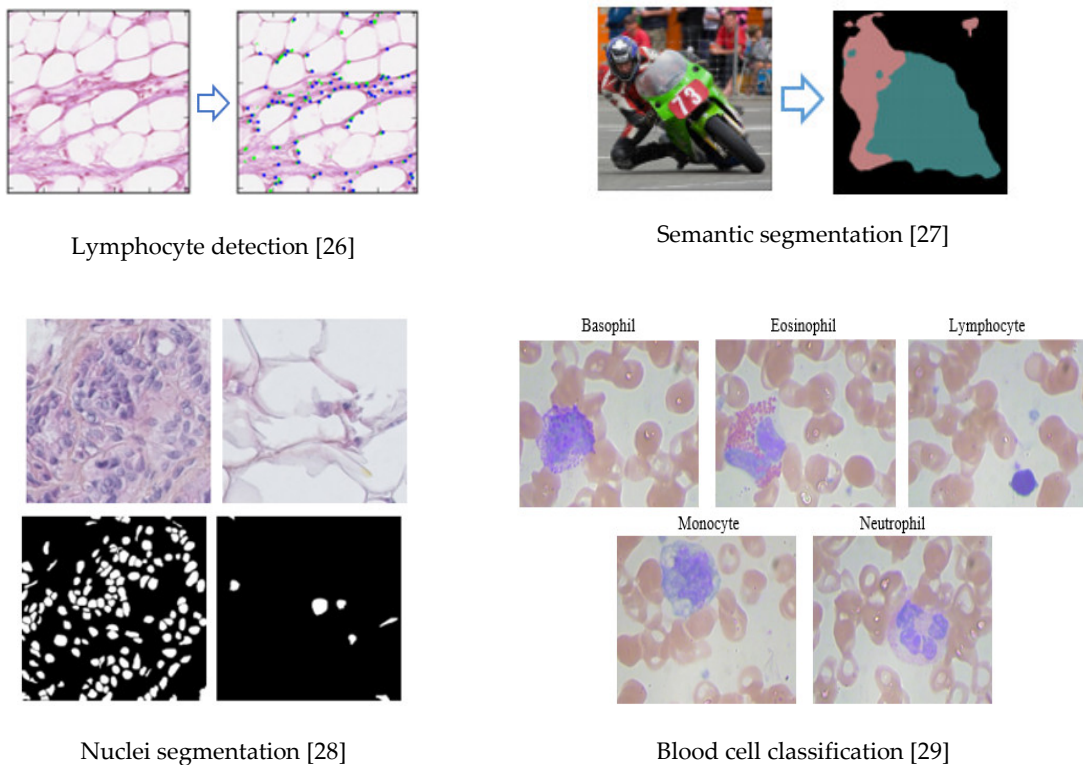 73
Lymphocyte detection [26]
Semantic segmentation [27]
Basophil
Eosinophil
Lymphocyte
Monocyte
Neutrophil
Nuclei segmentation [28]
Blood cell classification [29]